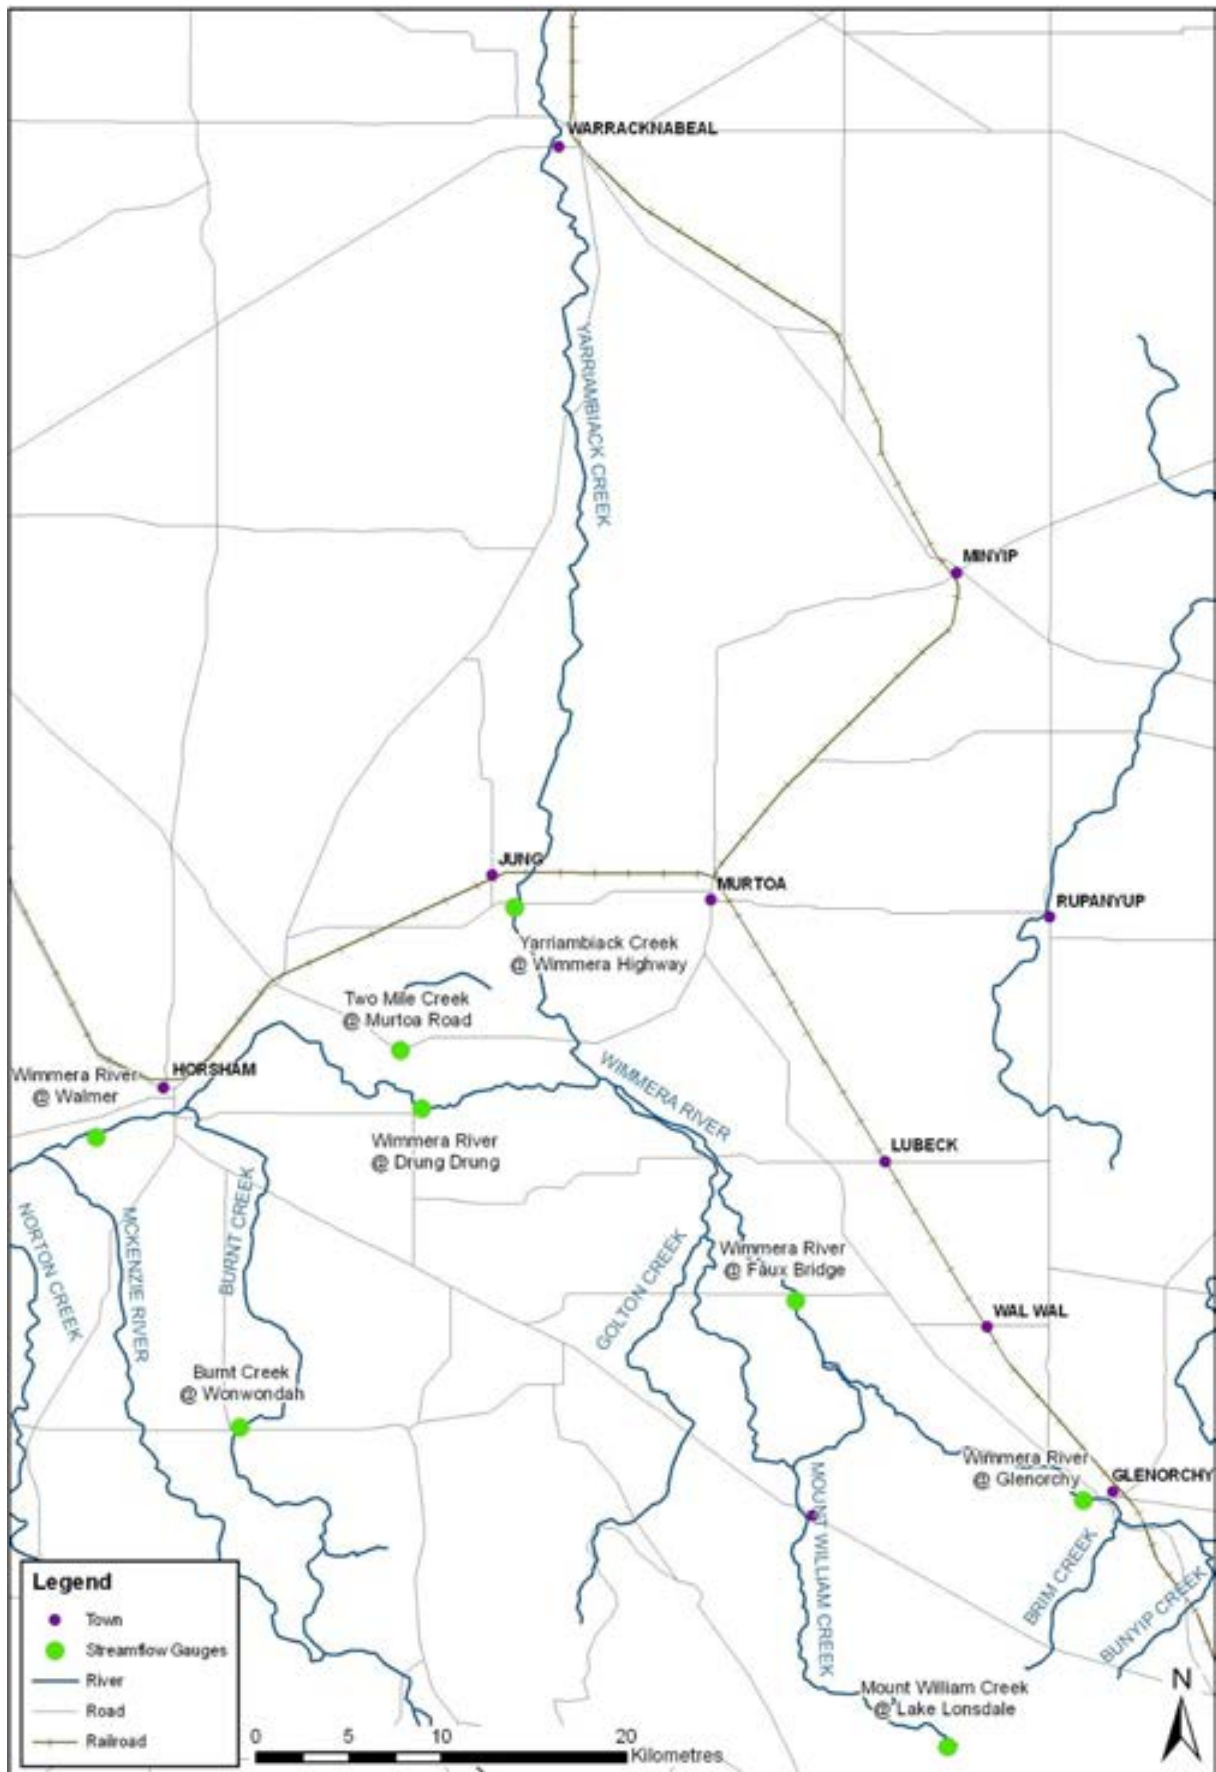 WARRACKNABEAL
YARRIAMBIACK CREEK
MINYIP
JUNG
MURTOA
RUPANYUP
Yarriambiack Creek
@ Wimmera Highway
Two Mile Creek
@ Murtoa Road
HORSHAM
Wimmera River
@ Walmer
WIMMERA RIVER
Wimmera River
@ Drung Drung
LUBECK
NORTON CREEK
MCKENZIE RIVER
BURNT CREEK
GOLTON CREEK
Wimmera River
@ Faux Bridge
WAL WAL
Burnt Creek
@ Wonwondah
Wimmera River
@ Glenorchy
GLENORCHY
MOUNT WILLIAM CREEK
BRIM CREEK
BUNYIP CREEK
Mount William Creek
@ Lake Lonsdale
Legend
Town
Streamflow Gauges
River
Road
Railroad
0 5 10 20
Kilometres
N